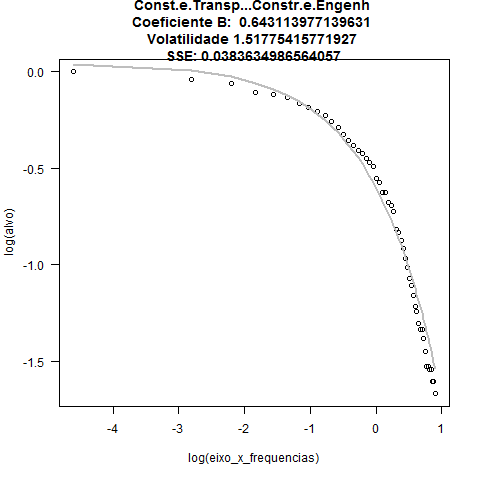 Const.e.Transp...Constr.e.Engenh
Coeficiente B: 0.643113977139631
Volatilidade 1.51775415771927
SSE: 0.0383634986564057
log(alvo)
0.0
-0.5
-1.0
-1.5
-4
-3
-2
-1
0
1
log(eixo_x_frequencias)